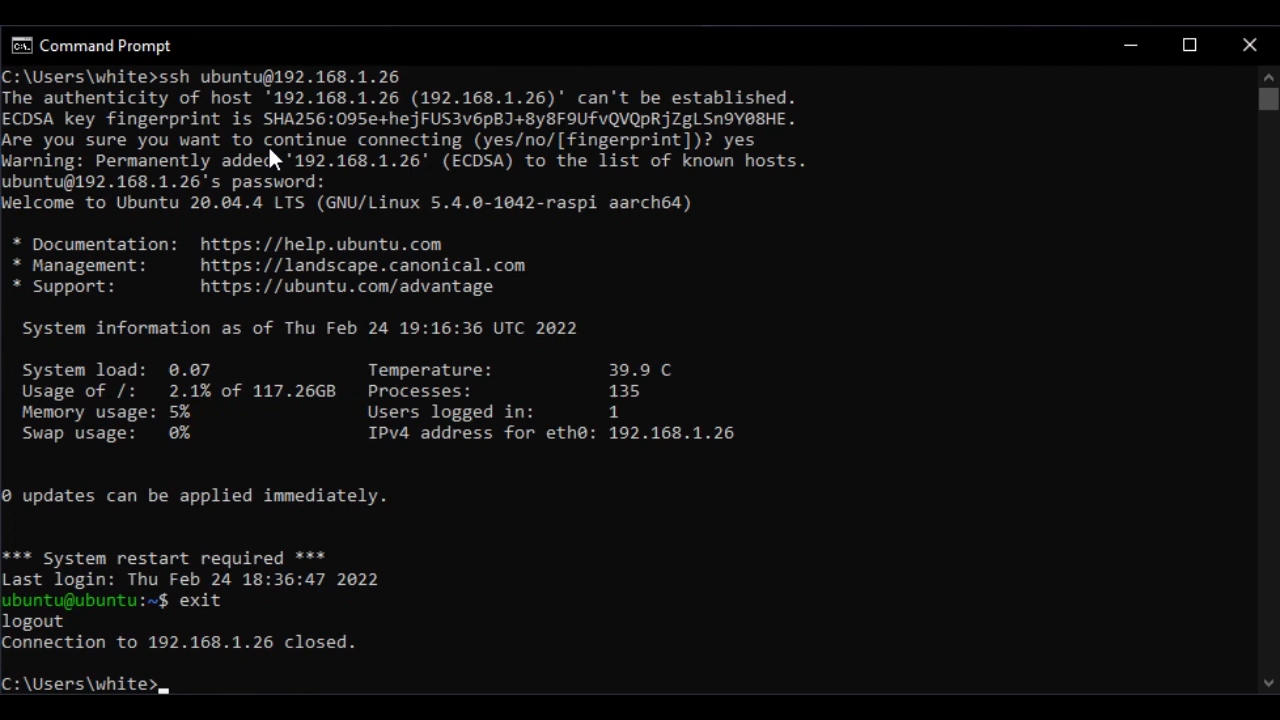 Command Prompt
C:\Users\white>ssh ubuntu@192.168.1.26
The authenticity of host '192.168.1.26 (192.168.1.26)' can't be established.
ECDSA key fingerprint is SHA256:O95e+hejFUS3v6pBJ+8y8F9UfvQVQpRjZgLSn9Y08HE.
Are you sure you want to continue connecting (yes/no/[fingerprint])? yes
Warning: Permanently added '192.168.1.26' (ECDSA) to the list of known hosts.
ubuntu@192.168.1.26's password:
Welcome to Ubuntu 20.04.4 LTS (GNU/Linux 5.4.0-1042-raspi aarch64)
* Documentation: https://help.ubuntu.com
* Management: https://landscape.canonical.com
* Support: https://ubuntu.com/advantage
System information as of Thu Feb 24 19:16:36 UTC 2022
System load: 0.07 Temperature: 39.9 C
Usage of /: 2.1% of 117.26GB Processes: 135
Memory usage: 5% Users logged in: 1
Swap usage: 0% IPv4 address for eth0: 192.168.1.26
0 updates can be applied immediately.
*** System restart required ***
Last login: Thu Feb 24 18:36:47 2022
ubuntu@ubuntu:~$ exit
logout
Connection to 192.168.1.26 closed.
C:\Users\white>